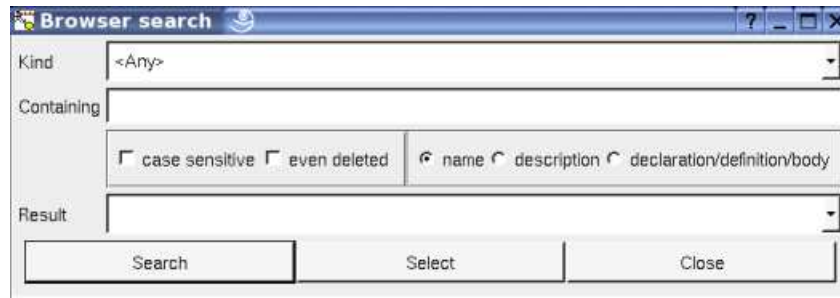 Browser search
Kind <Any>
Containing
case sensitive even deleted name description declaration/definition/body
Result
Search Select Close